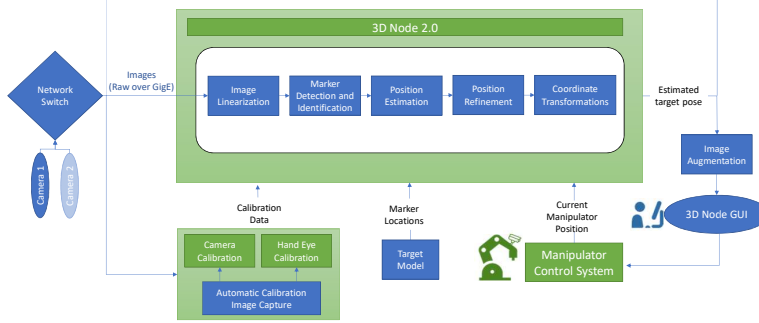 3D Node 2.0
Images
(Raw over GigE)
Network
Switch
Image
Linearization
Marker
Detection and
Identification
Position
Estimation
Position
Refinement
Coordinate
Transformations
Estimated
target pose
Camera 1
Camera 2
Image
Augmentation
Calibration
Data
Marker
Locations
Current
Manipulator
Position
3D Node GUI
Camera
Calibration
Hand Eye
Calibration
Target
Model
Manipulator
Control System
Automatic Calibration
Image Capture